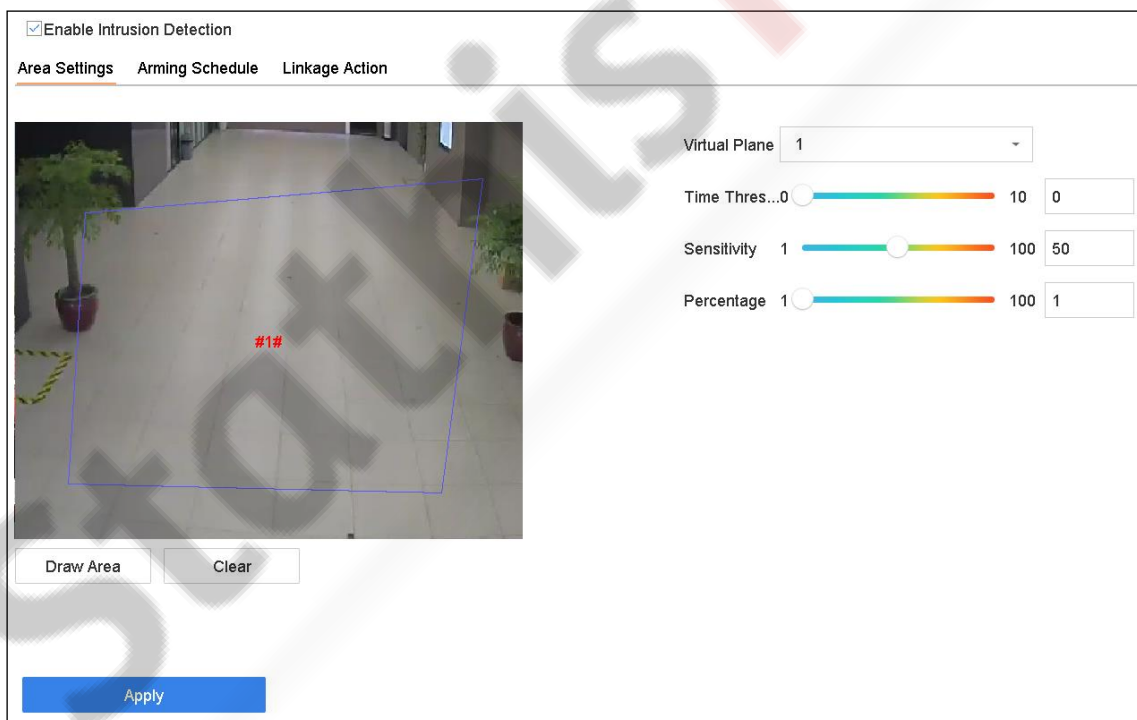 Enable Intrusion Detection
Area Settings Arming Schedule Linkage Action
Virtual Plane 1
Time Thres...0 10 0
Sensitivity 1 100 50
Percentage 1 100 1
#1#
Draw Area Clear
Apply